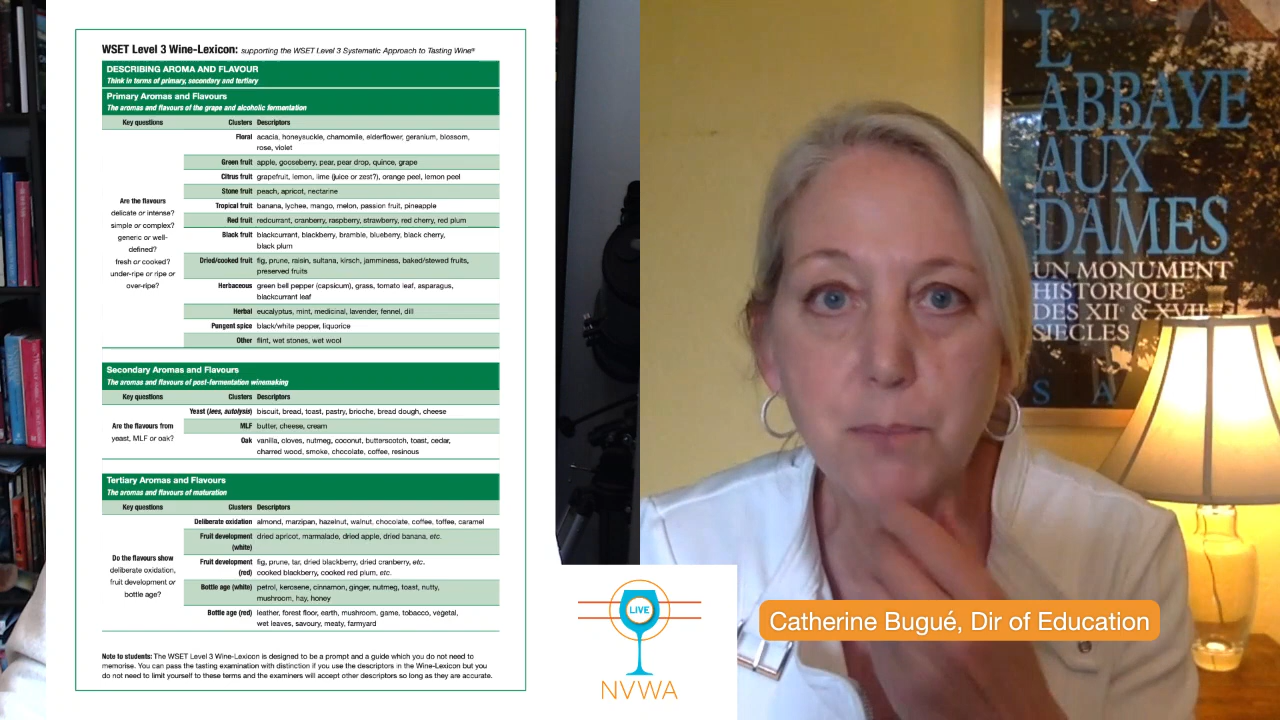 WSET Level 3 Wine-Lexicon: supporting the WSET Level 3 Systematic Approach to Tasting Wine®
DESCRIBING AROMA AND FLAVOUR
Think in terms of primary, secondary and tertiary
Primary Aromas and Flavours
The aromas and flavours of the grape and alcoholic fermentation
Key questions Clusters Descriptors
Are the flavours
delicate or intense?
simple or complex?
generic or well-
defined?
fresh or cooked?
under-ripe or ripe or
over-ripe?
Floral acacia, honeysuckle, chamomile, elderflower, geranium, blossom,
rose, violet
Green fruit apple, gooseberry, pear, pear drop, quince, grape
Citrus fruit grapefruit, lemon, lime (juice or zest?), orange peel, lemon peel
Stone fruit peach, apricot, nectarine
Tropical fruit banana, lychee, mango, melon, passion fruit, pineapple
Red fruit redcurrant, cranberry, raspberry, strawberry, red cherry, red plum
Black fruit blackcurrant, blackberry, bramble, blueberry, black cherry,
black plum
Dried/cooked fruit fig, prune, raisin, sultana, kirsch, jamminess, baked/stewed fruits,
preserved fruits
Herbaceous green bell pepper (capsicum), grass, tomato leaf, asparagus,
blackcurrant leaf
Herbal eucalyptus, mint, medicinal, lavender, fennel, dill
Pungent spice black/white pepper, liquorice
Other flint, wet stones, wet wool
Secondary Aromas and Flavours
The aromas and flavours of post-fermentation winemaking
Key questions Clusters Descriptors
Are the flavours from
yeast, MLF or oak?
Yeast (lees, autolysis) biscuit, bread, toast, pastry, brioche, bread dough, cheese
MLF butter, cheese, cream
Oak vanilla, cloves, nutmeg, coconut, butterscotch, toast, cedar,
charred wood, smoke, chocolate, coffee, resinous
Tertiary Aromas and Flavours
The aromas and flavours of maturation
Key questions Clusters Descriptors
Do the flavours show
deliberate oxidation,
fruit development or
bottle age?
Deliberate oxidation almond, marzipan, hazelnut, walnut, chocolate, coffee, toffee, caramel
Fruit development dried apricot, marmalade, dried apple, dried banana, etc.
(white)
Fruit development fig, prune, tar, dried blackberry, dried cranberry, etc.
(red) cooked blackberry, cooked red plum, etc.
Bottle age (white) petrol, kerosene, cinnamon, ginger, nutmeg, toast, nutty,
mushroom, hay, honey
Bottle age (red) leather, forest floor, earth, mushroom, game, tobacco, vegetal,
wet leaves, savoury, meaty, farmyard
Note to students: The WSET Level 3 Wine-Lexicon is designed to be a prompt and a guide which you do not need to
memorise. You can pass the tasting examination with distinction if you use the descriptors in the Wine-Lexicon but you
do not need to limit yourself to these terms and the examiners will accept other descriptors so long as they are accurate.
LIVE
NVWA
L'
ABBAYE
AUX
DAMES
UN MONUMENT
HISTORIQUE
DES XIIe & XVIIe
SIECLES
S A
Catherine Bugué, Dir of Education